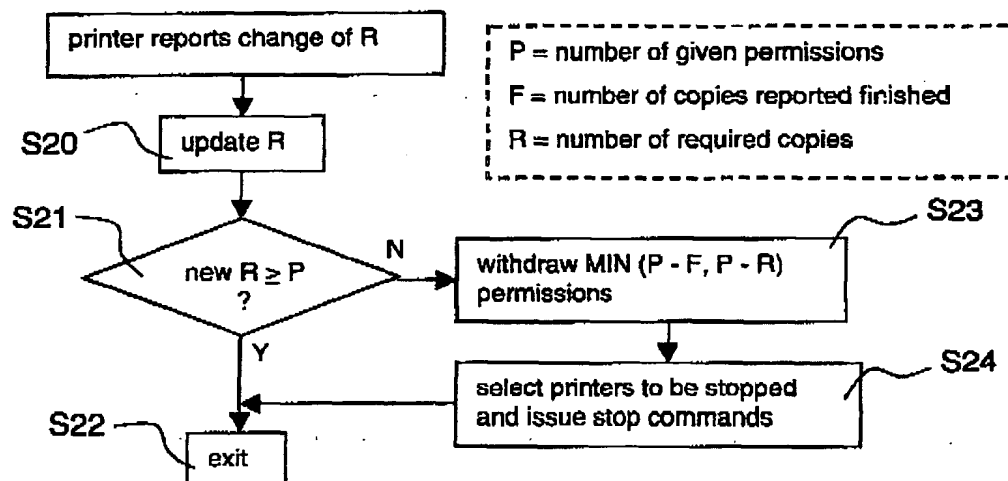 printer reports change of R
P = number of given permissions
F = number of copies reported finished
R = number of required copies
S20
update R
S21
new R ≥ P
?
N
Y
S23
withdraw MIN (P - F, P - R)
permissions
S24
select printers to be stopped
and issue stop commands
S22
exit